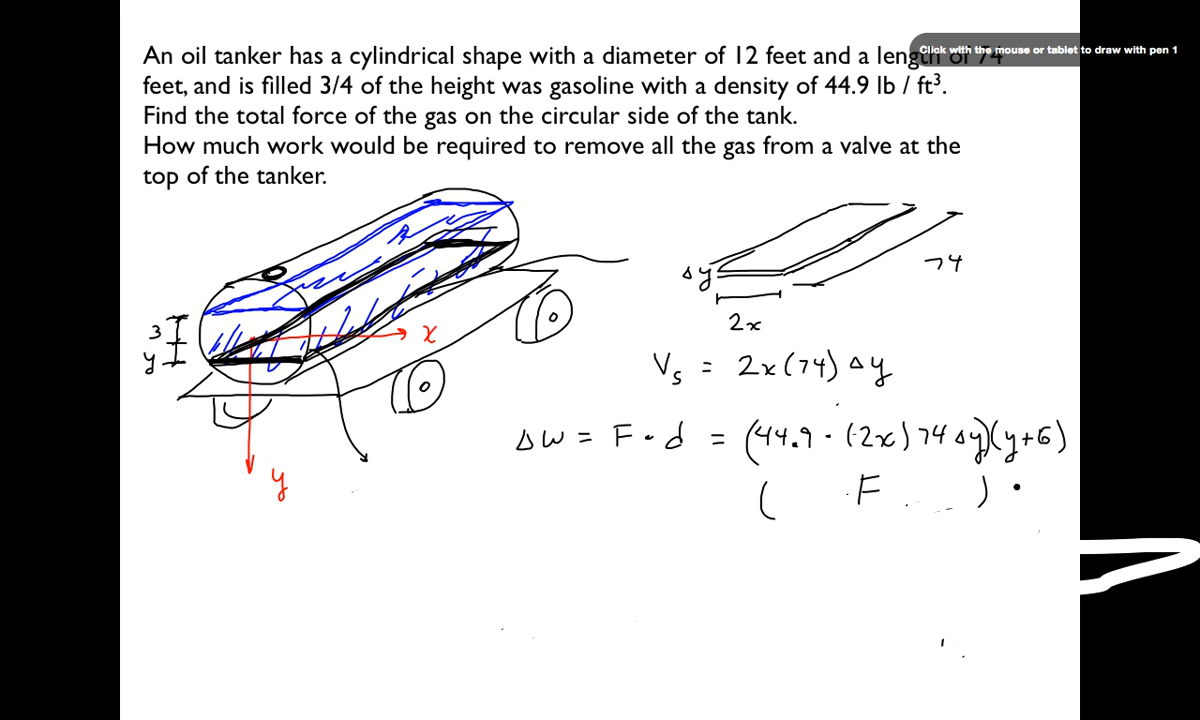 Click with the mouse or tablet to draw with pen 1
An oil tanker has a cylindrical shape with a diameter of 12 feet and a length of 74
feet, and is filled 3/4 of the height was gasoline with a density of 44.9 lb / ft³.
Find the total force of the gas on the circular side of the tank.
How much work would be required to remove all the gas from a valve at the
top of the tanker.
3
y
x
y
Δy
2x
74
Vs = 2x(74) Δy
ΔW = F · d = (44.9 · (2x) 74 Δy)(y+6)
( F ) ·